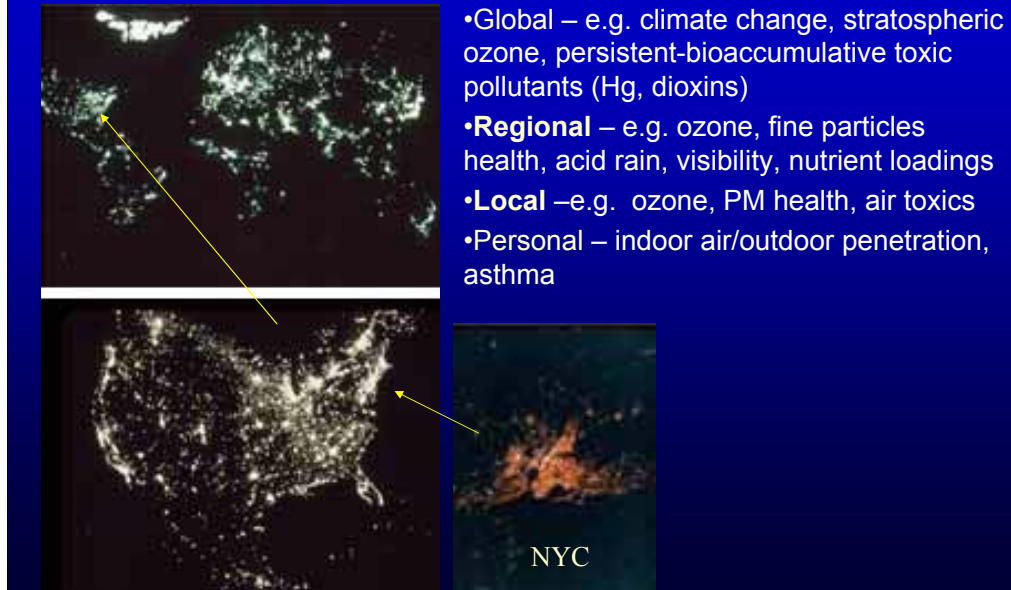 •Global – e.g. climate change, stratospheric
ozone, persistent-bioaccumulative toxic
pollutants (Hg, dioxins)
•Regional – e.g. ozone, fine particles
health, acid rain, visibility, nutrient loadings
•Local –e.g. ozone, PM health, air toxics
•Personal – indoor air/outdoor penetration,
asthma
NYC